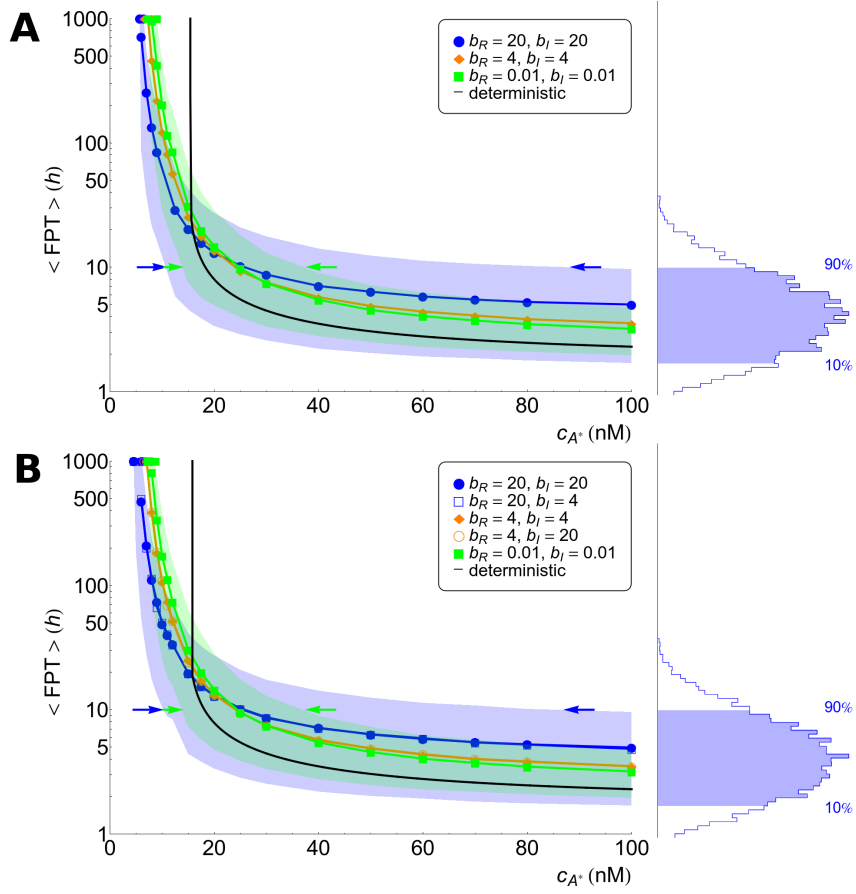 A
1000
500
100
50
10
5
1
< FPT > (h)
b_R = 20, b_I = 20
b_R = 4, b_I = 4
b_R = 0.01, b_I = 0.01
– deterministic
90%
10%
0 20 40 60 80 100
c_A* (nM)
B
1000
500
100
50
10
5
1
< FPT > (h)
b_R = 20, b_I = 20
b_R = 20, b_I = 4
b_R = 4, b_I = 4
b_R = 4, b_I = 20
b_R = 0.01, b_I = 0.01
– deterministic
90%
10%
0 20 40 60 80 100
c_A* (nM)